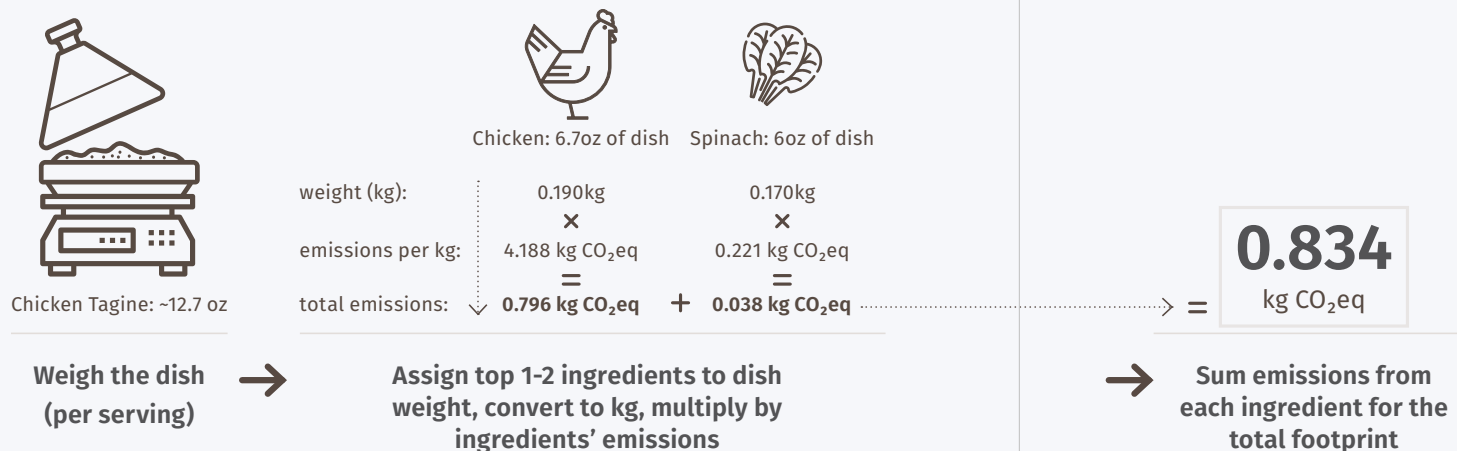 Chicken: 6.7oz of dish
Spinach: 6oz of dish
weight (kg):
0.190kg
0.170kg
×
×
emissions per kg:
4.188 kg CO₂eq
0.221 kg CO₂eq
=
=
total emissions:
0.796 kg CO₂eq
+
0.038 kg CO₂eq
=
0.834
kg CO₂eq
Chicken Tagine: ~12.7 oz
Weigh the dish
(per serving)
Assign top 1-2 ingredients to dish
weight, convert to kg, multiply by
ingredients’ emissions
Sum emissions from
each ingredient for the
total footprint